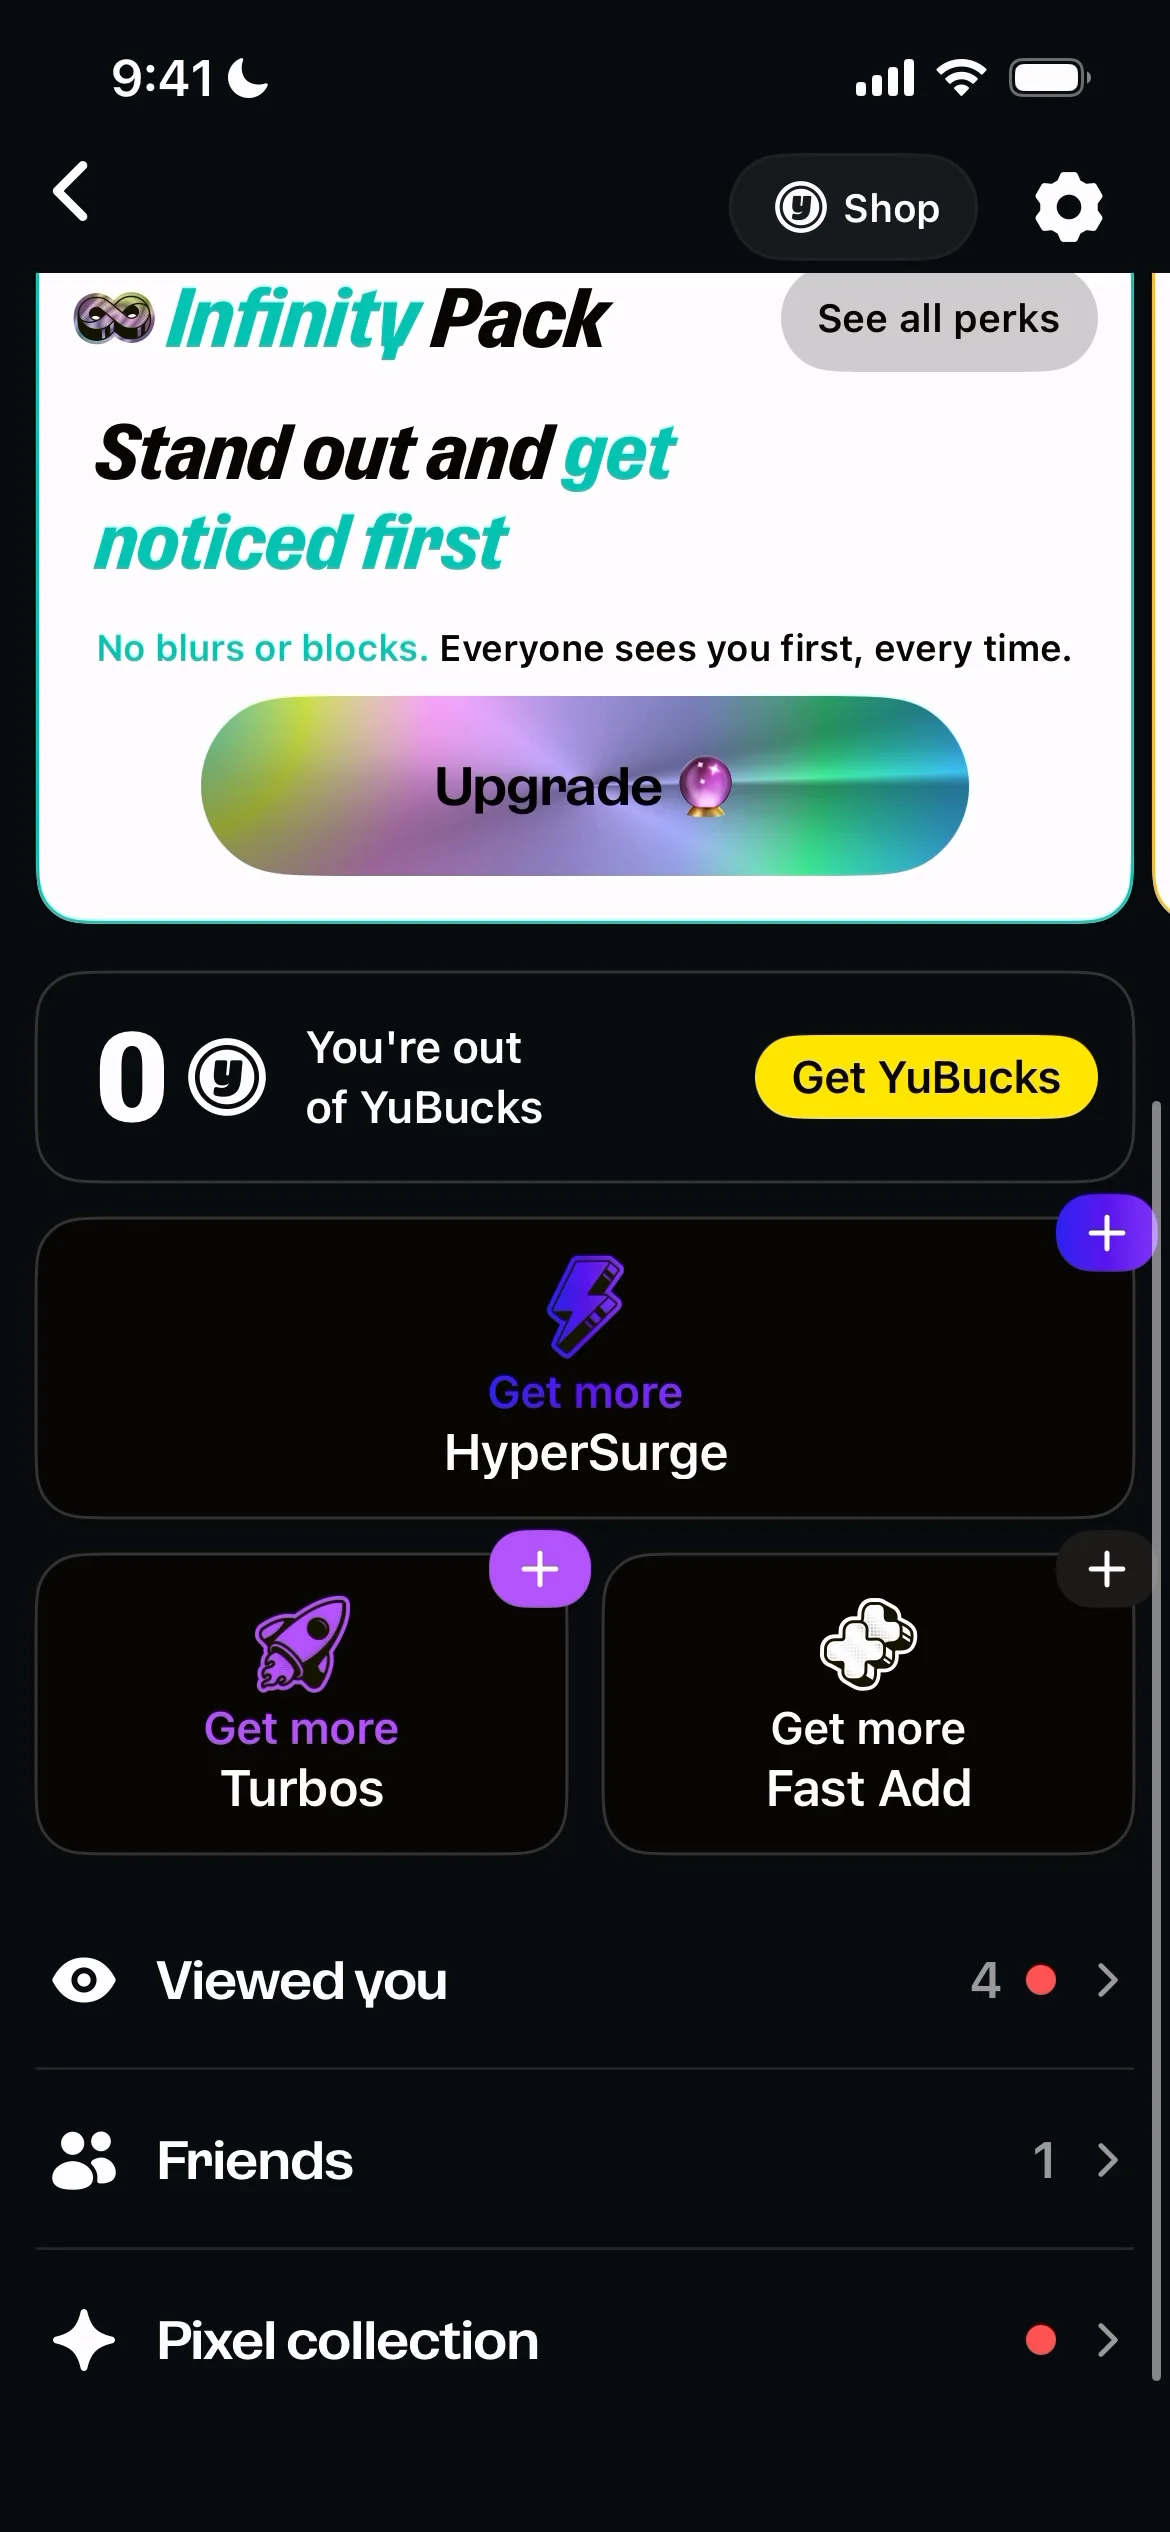 9:41
Shop
Infinity Pack
See all perks
Stand out and get
noticed first
No blurs or blocks. Everyone sees you first, every time.
Upgrade
0
You're out
of YuBucks
Get YuBucks
Get more
HyperSurge
Get more
Turbos
Get more
Fast Add
Viewed you
4
Friends
1
Pixel collection